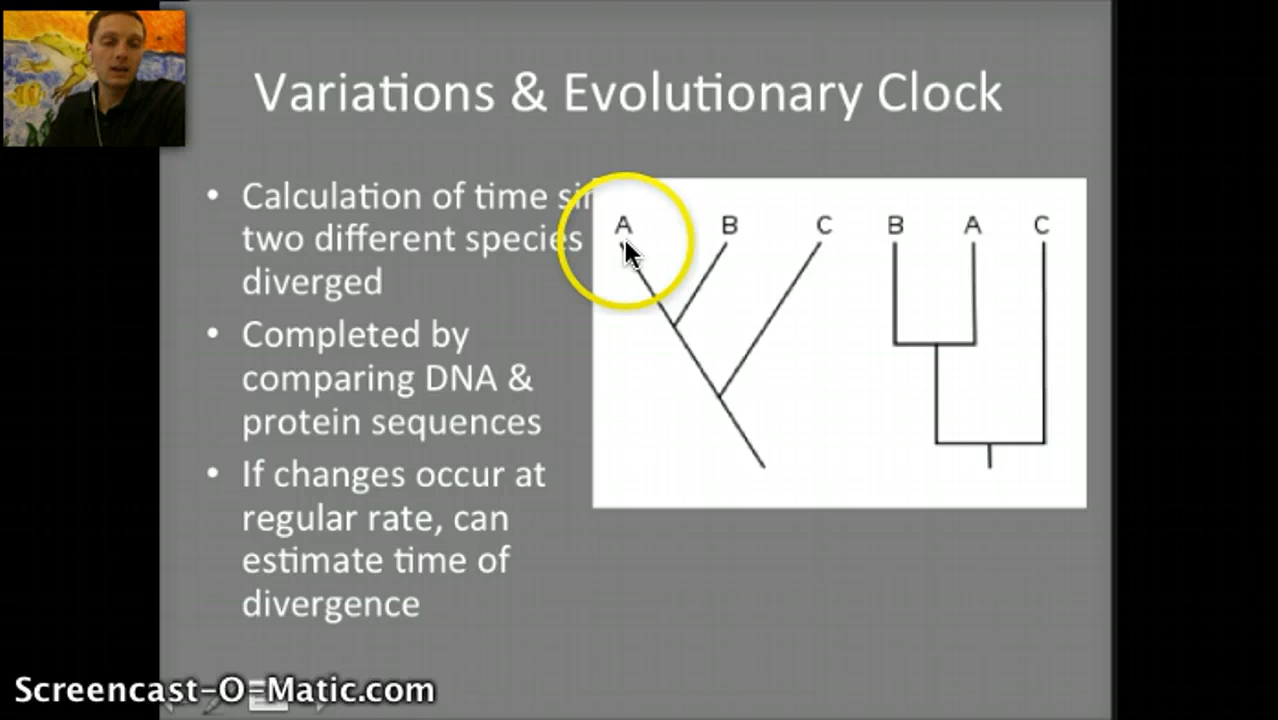 Variations & Evolutionary Clock
• Calculation of time
two different species
diverged
• Completed by
comparing DNA &
protein sequences
• If changes occur at
regular rate, can
estimate time of
divergence
A B C B A C
Screencast-O-Matic.com